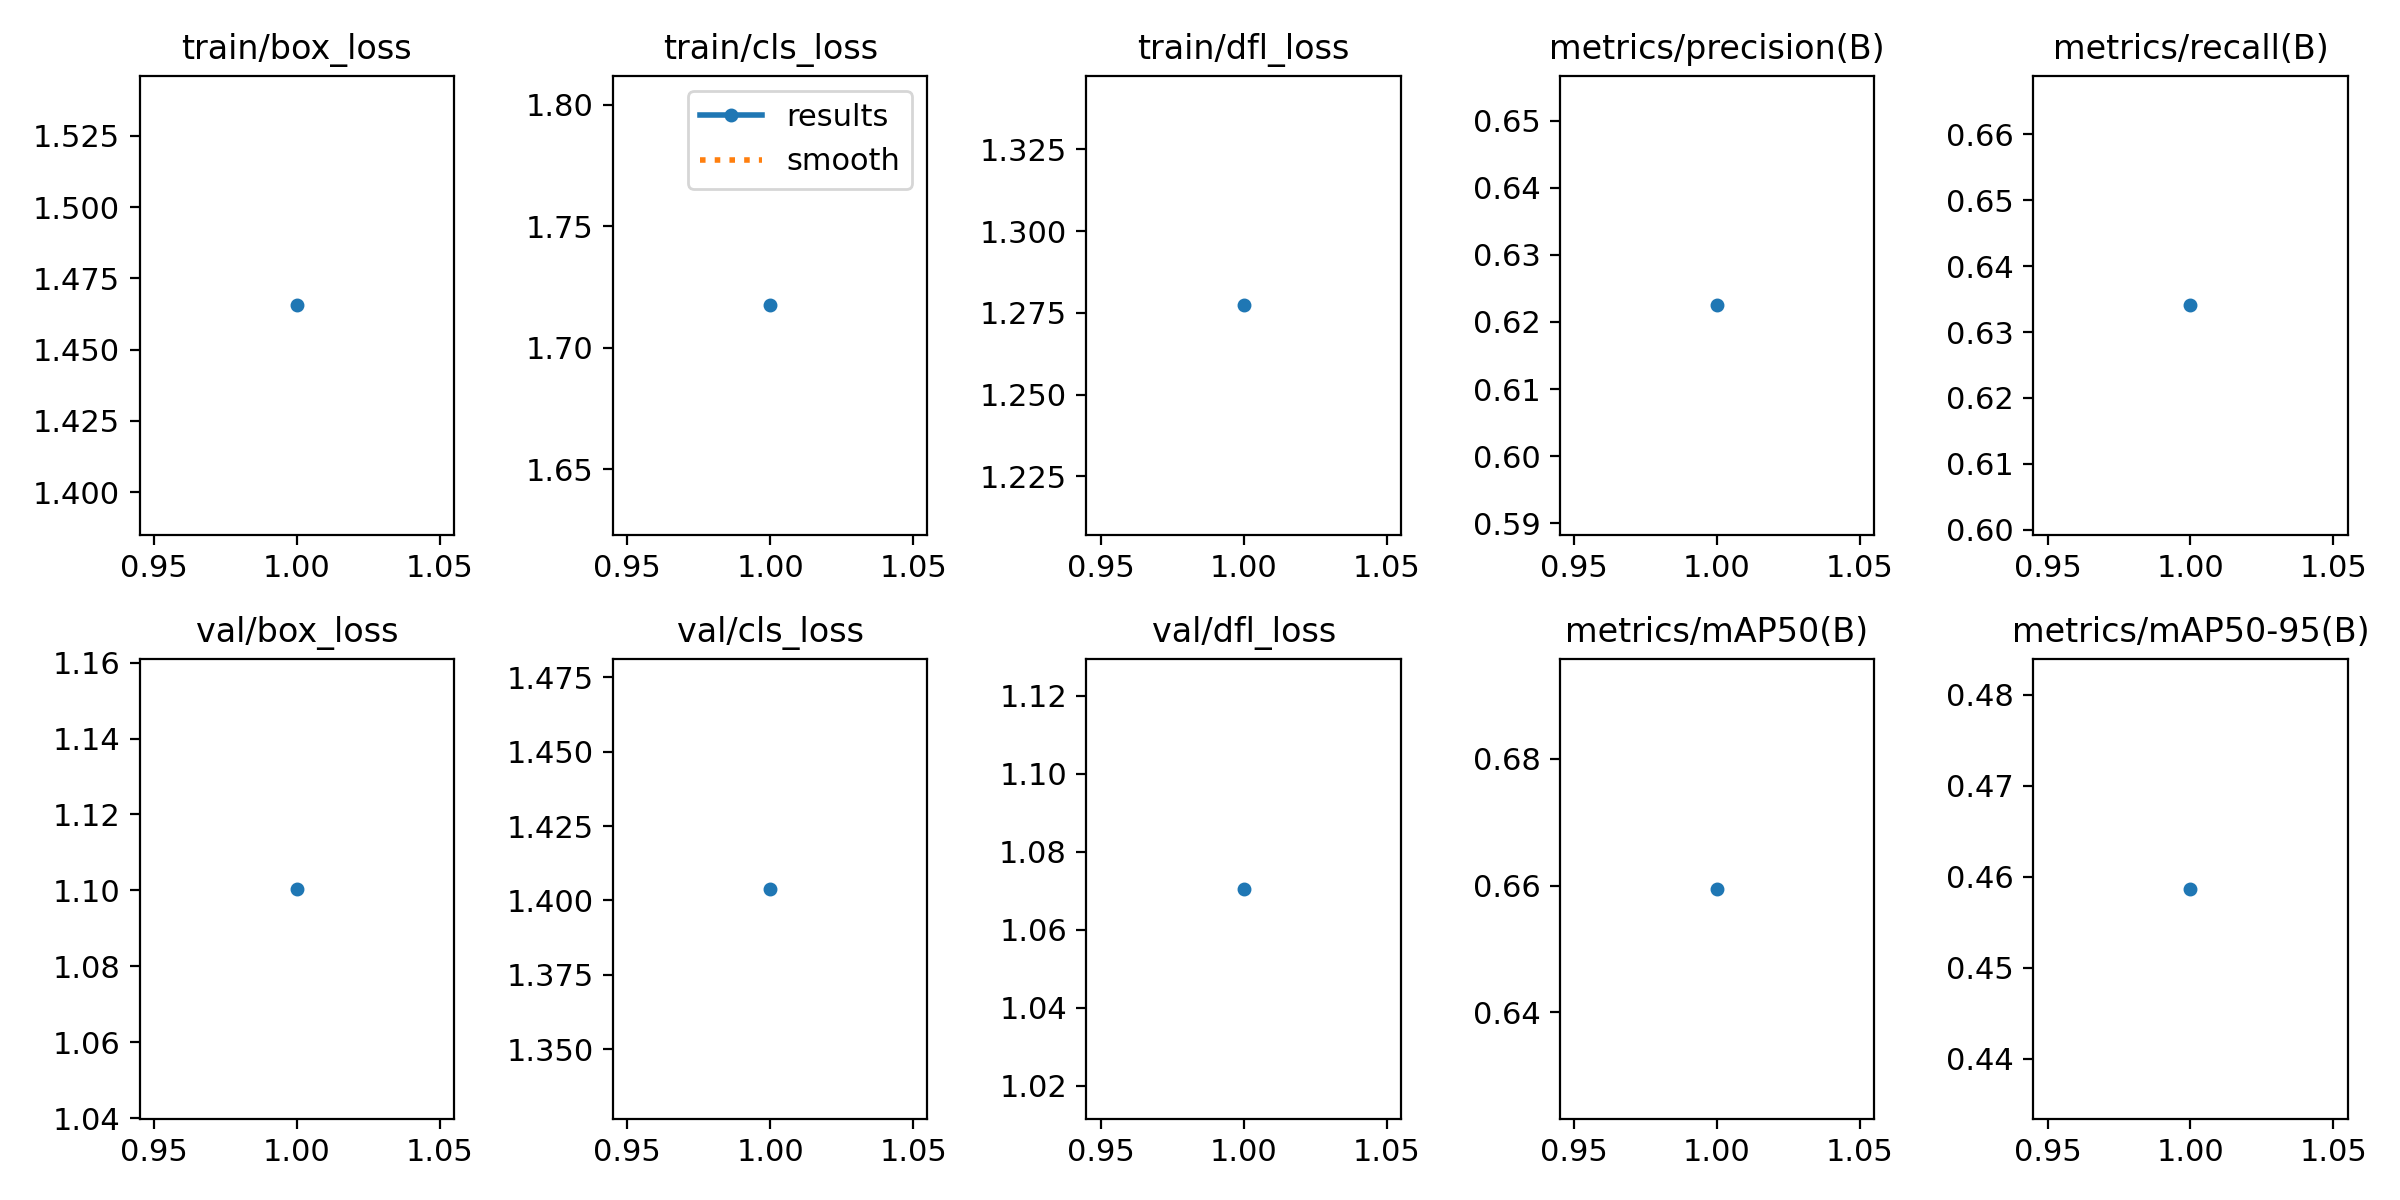 train/box_loss
1.525
1.500
1.475
1.450
1.425
1.400
0.95 1.00 1.05
train/cls_loss
results
smooth
1.80
1.75
1.70
1.65
0.95 1.00 1.05
train/dfl_loss
1.325
1.300
1.275
1.250
1.225
0.95 1.00 1.05
metrics/precision(B)
0.65
0.64
0.63
0.62
0.61
0.60
0.59
0.95 1.00 1.05
metrics/recall(B)
0.66
0.65
0.64
0.63
0.62
0.61
0.60
0.95 1.00 1.05
val/box_loss
1.16
1.14
1.12
1.10
1.08
1.06
1.04
0.95 1.00 1.05
val/cls_loss
1.475
1.450
1.425
1.400
1.375
1.350
0.95 1.00 1.05
val/dfl_loss
1.12
1.10
1.08
1.06
1.04
1.02
0.95 1.00 1.05
metrics/mAP50(B)
0.68
0.66
0.64
0.95 1.00 1.05
metrics/mAP50-95(B)
0.48
0.47
0.46
0.45
0.44
0.95 1.00 1.05